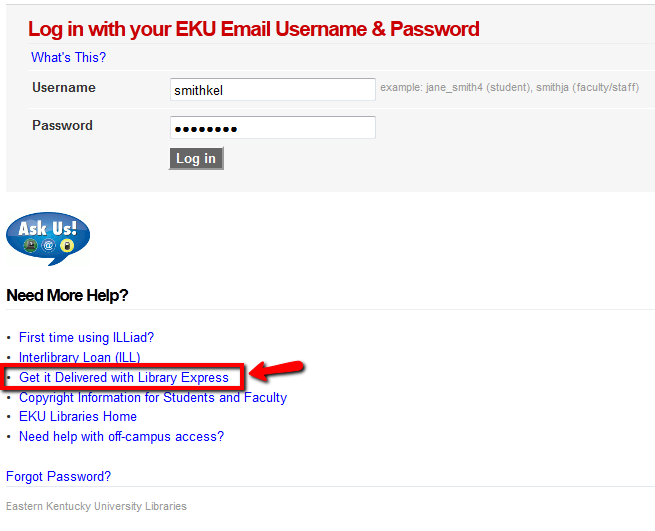 Log in with your EKU Email Username & Password
What's This?
Username smithkel example: jane_smith4 (student), smithja (faculty/staff)
Password ●●●●●●●●
Log in
Ask Us!
@
Need More Help?
• First time using ILLiad?
• Interlibrary Loan (ILL)
• Get it Delivered with Library Express
• Copyright Information for Students and Faculty
• EKU Libraries Home
• Need help with off-campus access?
Forgot Password?
Eastern Kentucky University Libraries